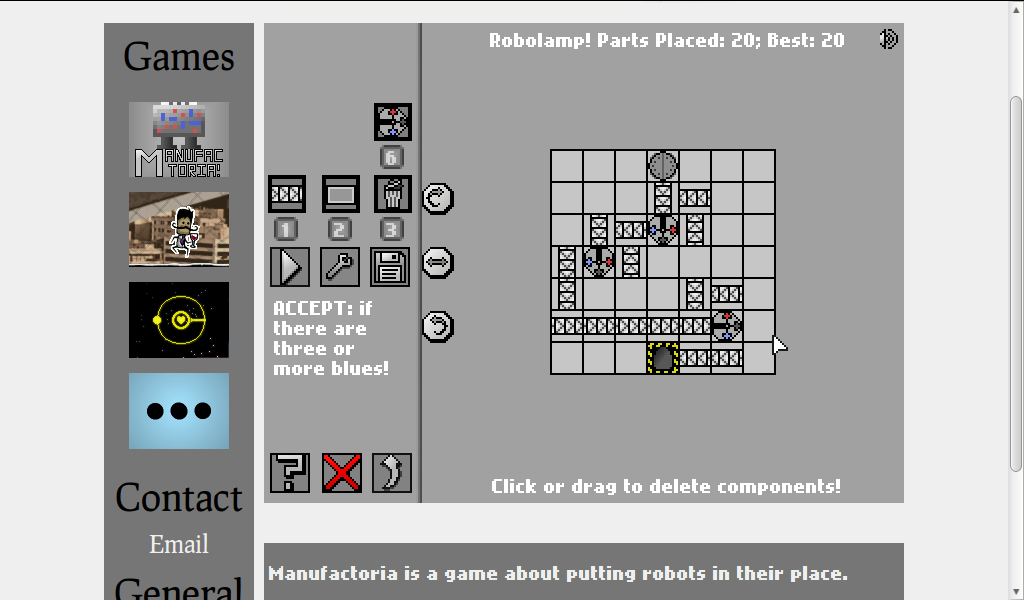 Games
MANUFAC
TORIA!
Contact
Email
General
Robolamp! Parts Placed: 20; Best: 20
6
1
2
3
ACCEPT: if
there are
three or
more blues!
?
Click or drag to delete components!
Manufactoria is a game about putting robots in their place.